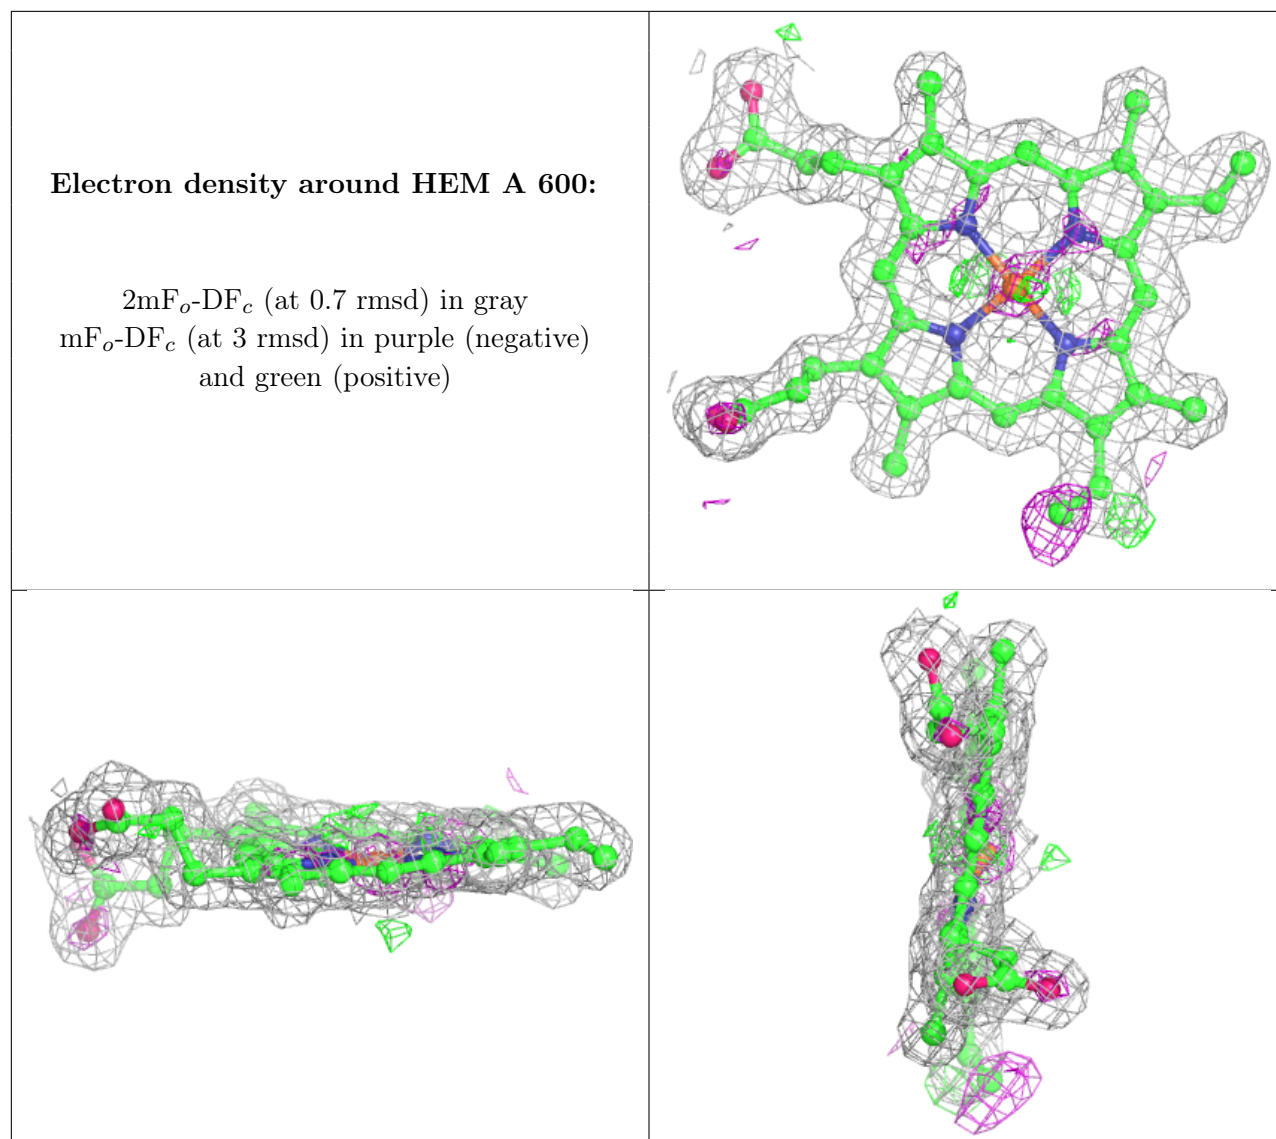 Electron density around HEM A 600:
2mFo-DFc (at 0.7 rmsd) in gray
mFo-DFc (at 3 rmsd) in purple (negative)
and green (positive)